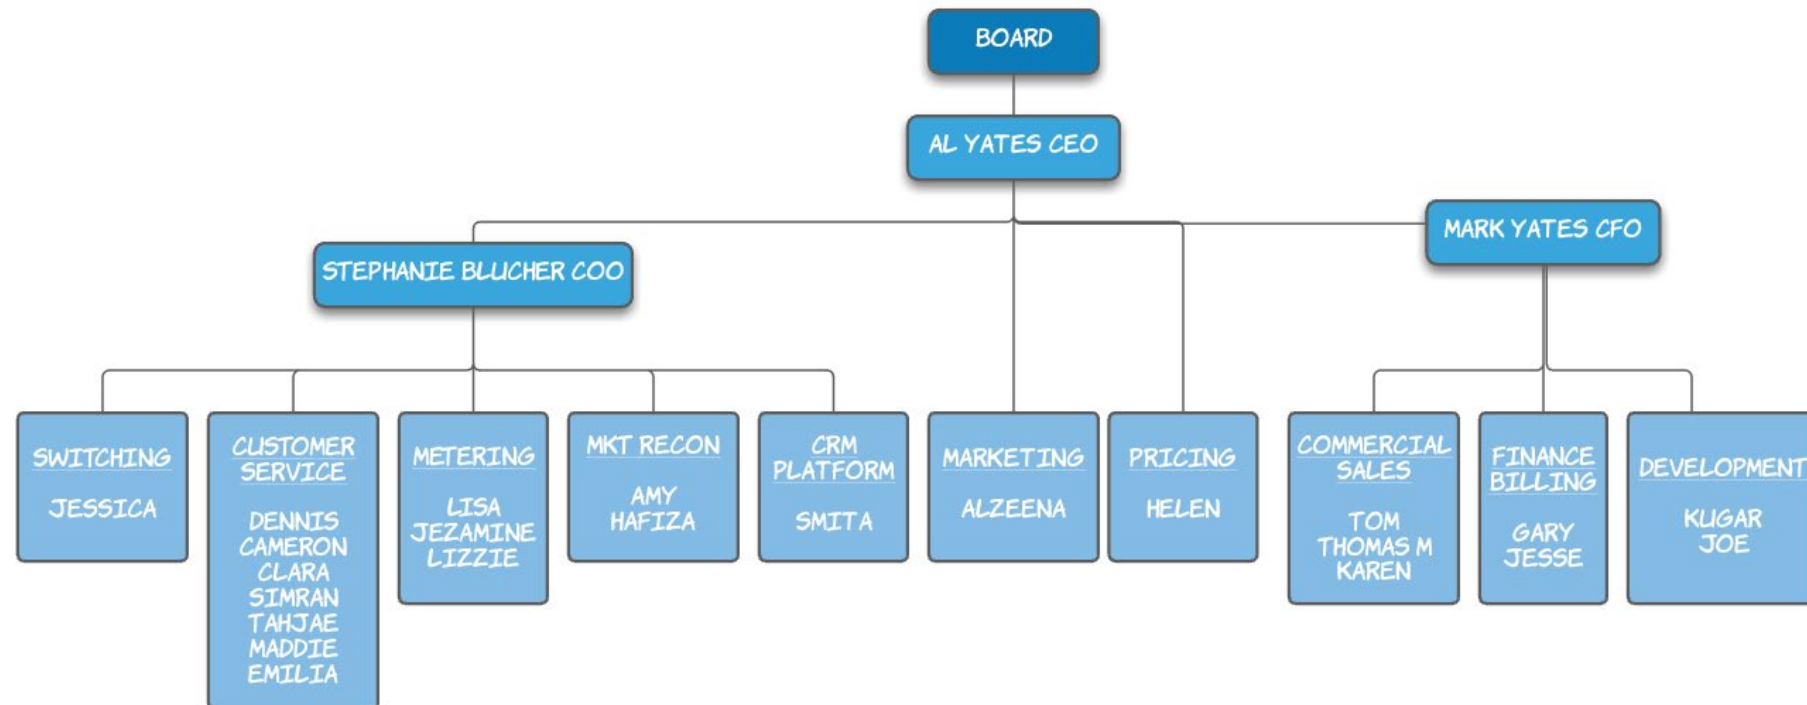 BOARD
AL YATES CEO
MARK YATES CFO
STEPHANIE BLUCHER COO
SWITCHING
JESSICA
CUSTOMER
SERVICE
DENNIS
CAMERON
CLARA
SIMRAN
TAHJAE
MADDIE
EMILIA
METERING
LISA
JEZAMINE
LIZZIE
MKT RECON
AMY
HAFIZA
CRM
PLATFORM
SMITA
MARKETING
ALZEENA
PRICING
HELEN
COMMERCIAL
SALES
TOM
THOMAS M
KAREN
FINANCE
BILLING
GARY
JESSE
DEVELOPMENT
KUGAR
JOE